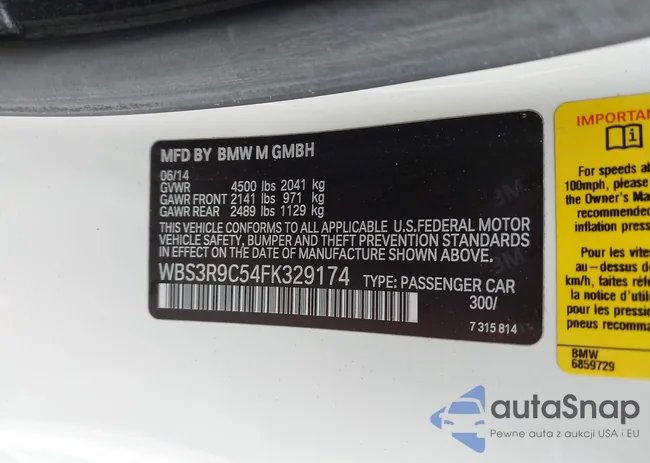 MFD BY BMW M GMBH
06/14
GVWR 4500 lbs 2041 kg
GAWR FRONT 2141 lbs 971 kg
GAWR REAR 2489 lbs 1129 kg
THIS VEHICLE CONFORMS TO ALL APPLICABLE U.S.FEDERAL MOTOR
VEHICLE SAFETY, BUMPER AND THEFT PREVENTION STANDARDS
IN EFFECT ON THE DATE OF MANUFACTURE SHOWN ABOVE.
WBS3R9C54FK329174 TYPE: PASSENGER CAR
300/
7 315 814
IMPORTAN
For speeds a
100mph, please
the Owner's Ma
recommended
inflation press
Pour les vites
au-dessus de
km/h, faites
la notice d'utili
pour les pressio
pneus recomma
BMW
6859729
autaSnap
Pewne auta z aukcji USA i EU